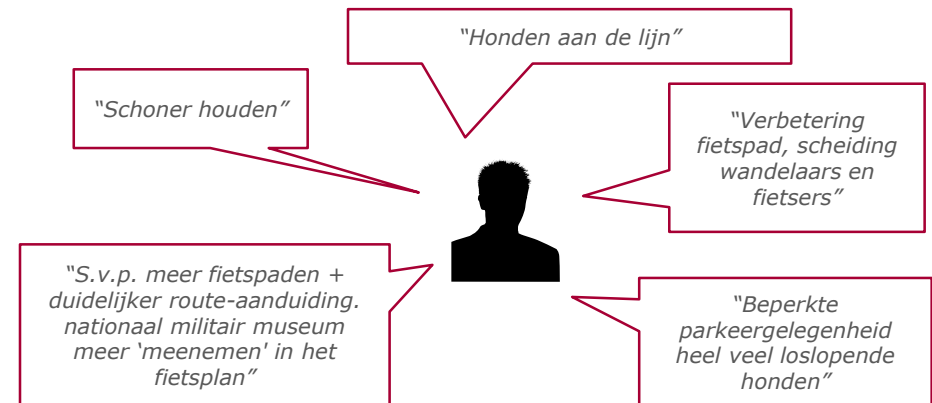 “Honden aan de lijn”
“Schoner houden”
“Verbetering
fietspad, scheiding
wandelaars en
fietsers”
“S.v.p. meer fietspaden +
duidelijker route-aanduiding.
nationaal militair museum
meer ‘meenemen' in het
fietsplan”
“Beperkte
parkeergelegenheid
heel veel loslopende
honden”